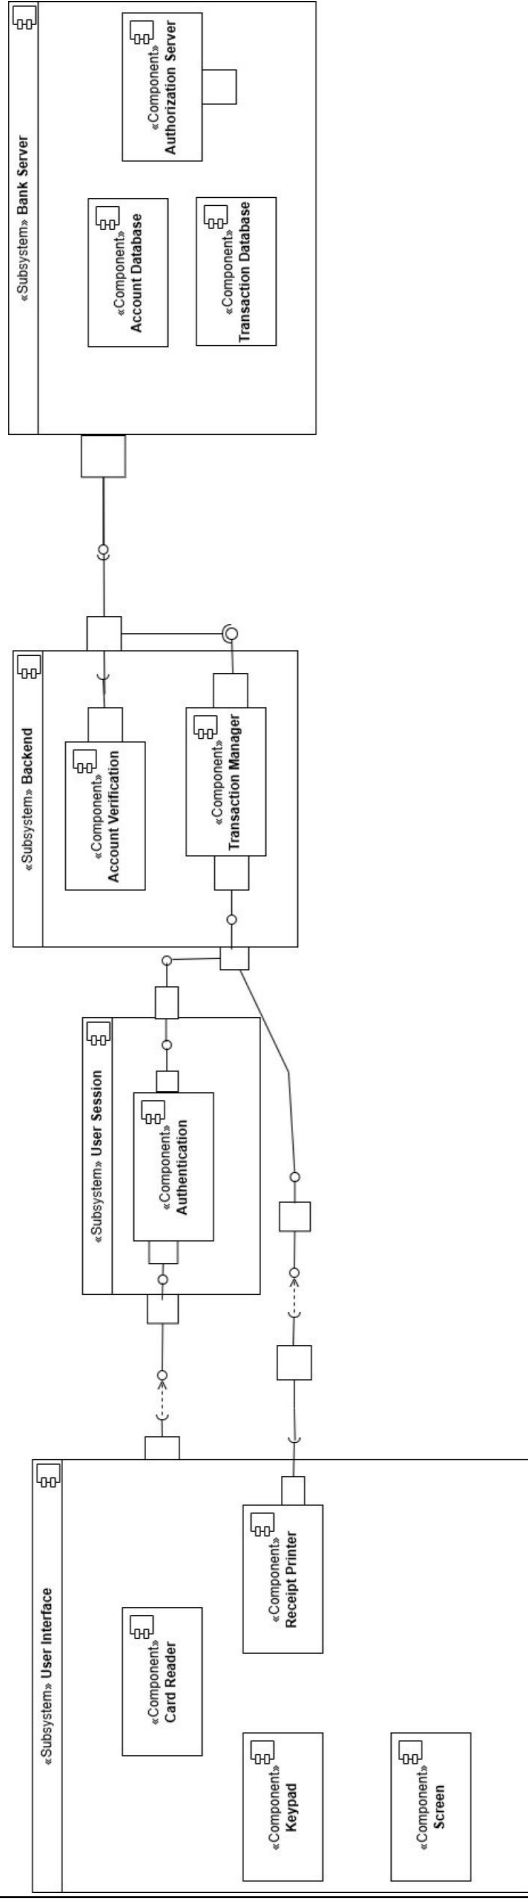 «Subsystem» User Interface
«Component»
Card Reader
«Component»
Keypad
«Component»
Receipt Printer
«Component»
Screen
«Subsystem» User Session
«Component»
Authentication
«Subsystem» Backend
«Component»
Account Verification
«Component»
Transaction Manager
«Subsystem» Bank Server
«Component»
Account Database
«Component»
Authorization Server
«Component»
Transaction Database